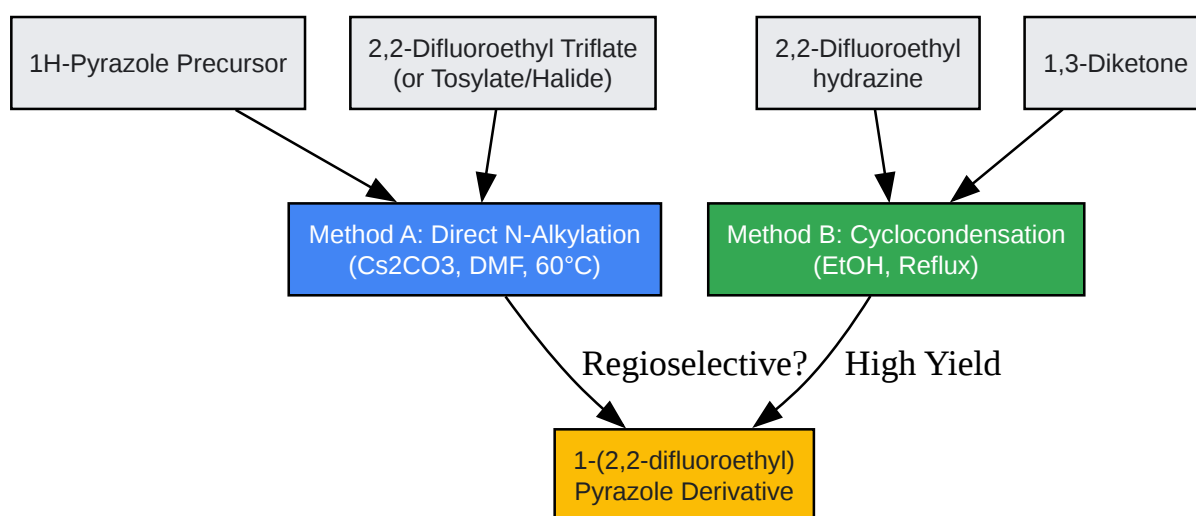 1H-Pyrazole Precursor
2,2-Difluoroethyl Triflate
(or Tosylate/Halide)
2,2-Difluoroethyl
hydrazine
1,3-Diketone
Method A: Direct N-Alkylation
(Cs2CO3, DMF, 60°C)
Method B: Cyclocondensation
(EtOH, Reflux)
Regioselective?
High Yield
1-(2,2-difluoroethyl)
Pyrazole Derivative